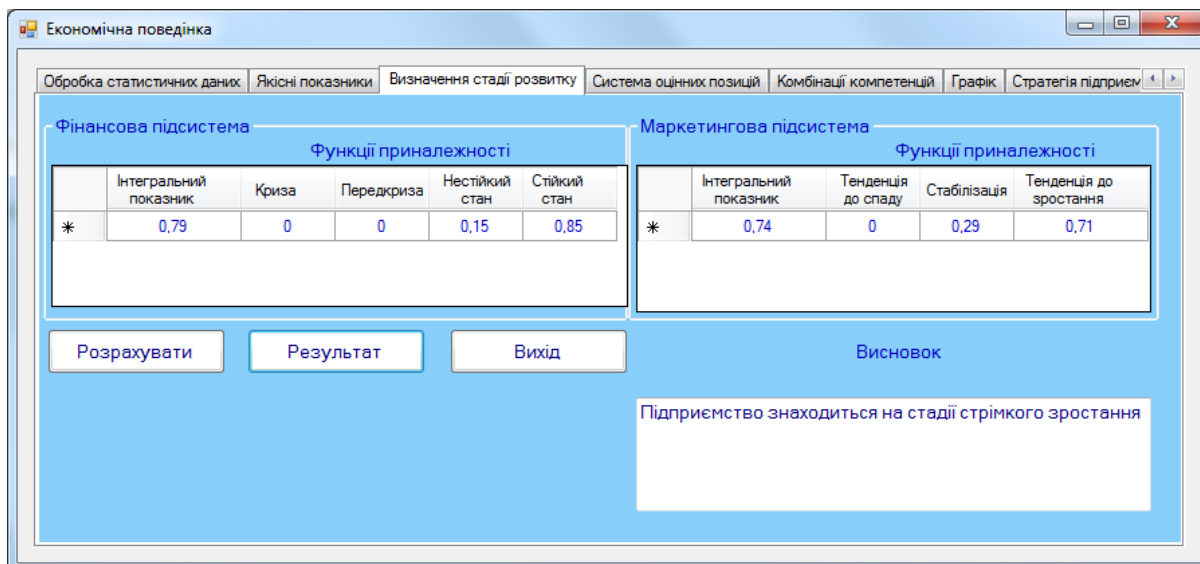 Економічна поведінка
Обробка статистичних даних Якісні показники Визначення стадії розвитку Система оцінних позицій Комбінації компетенцій Графік Стратегія підприєм
Фінансова підсистема
Функції приналежності
Інтегральний показник Криза Передкриза Нестійкий стан Стійкий стан
* 0,79 0 0 0,15 0,85
Маркетингова підсистема
Функції приналежності
Інтегральний показник Тенденція до спаду Стабілізація Тенденція до зростання
* 0,74 0 0,29 0,71
Розрахувати Результат Вихід
Висновок
Підприємство знаходиться на стадії стрімкого зростання